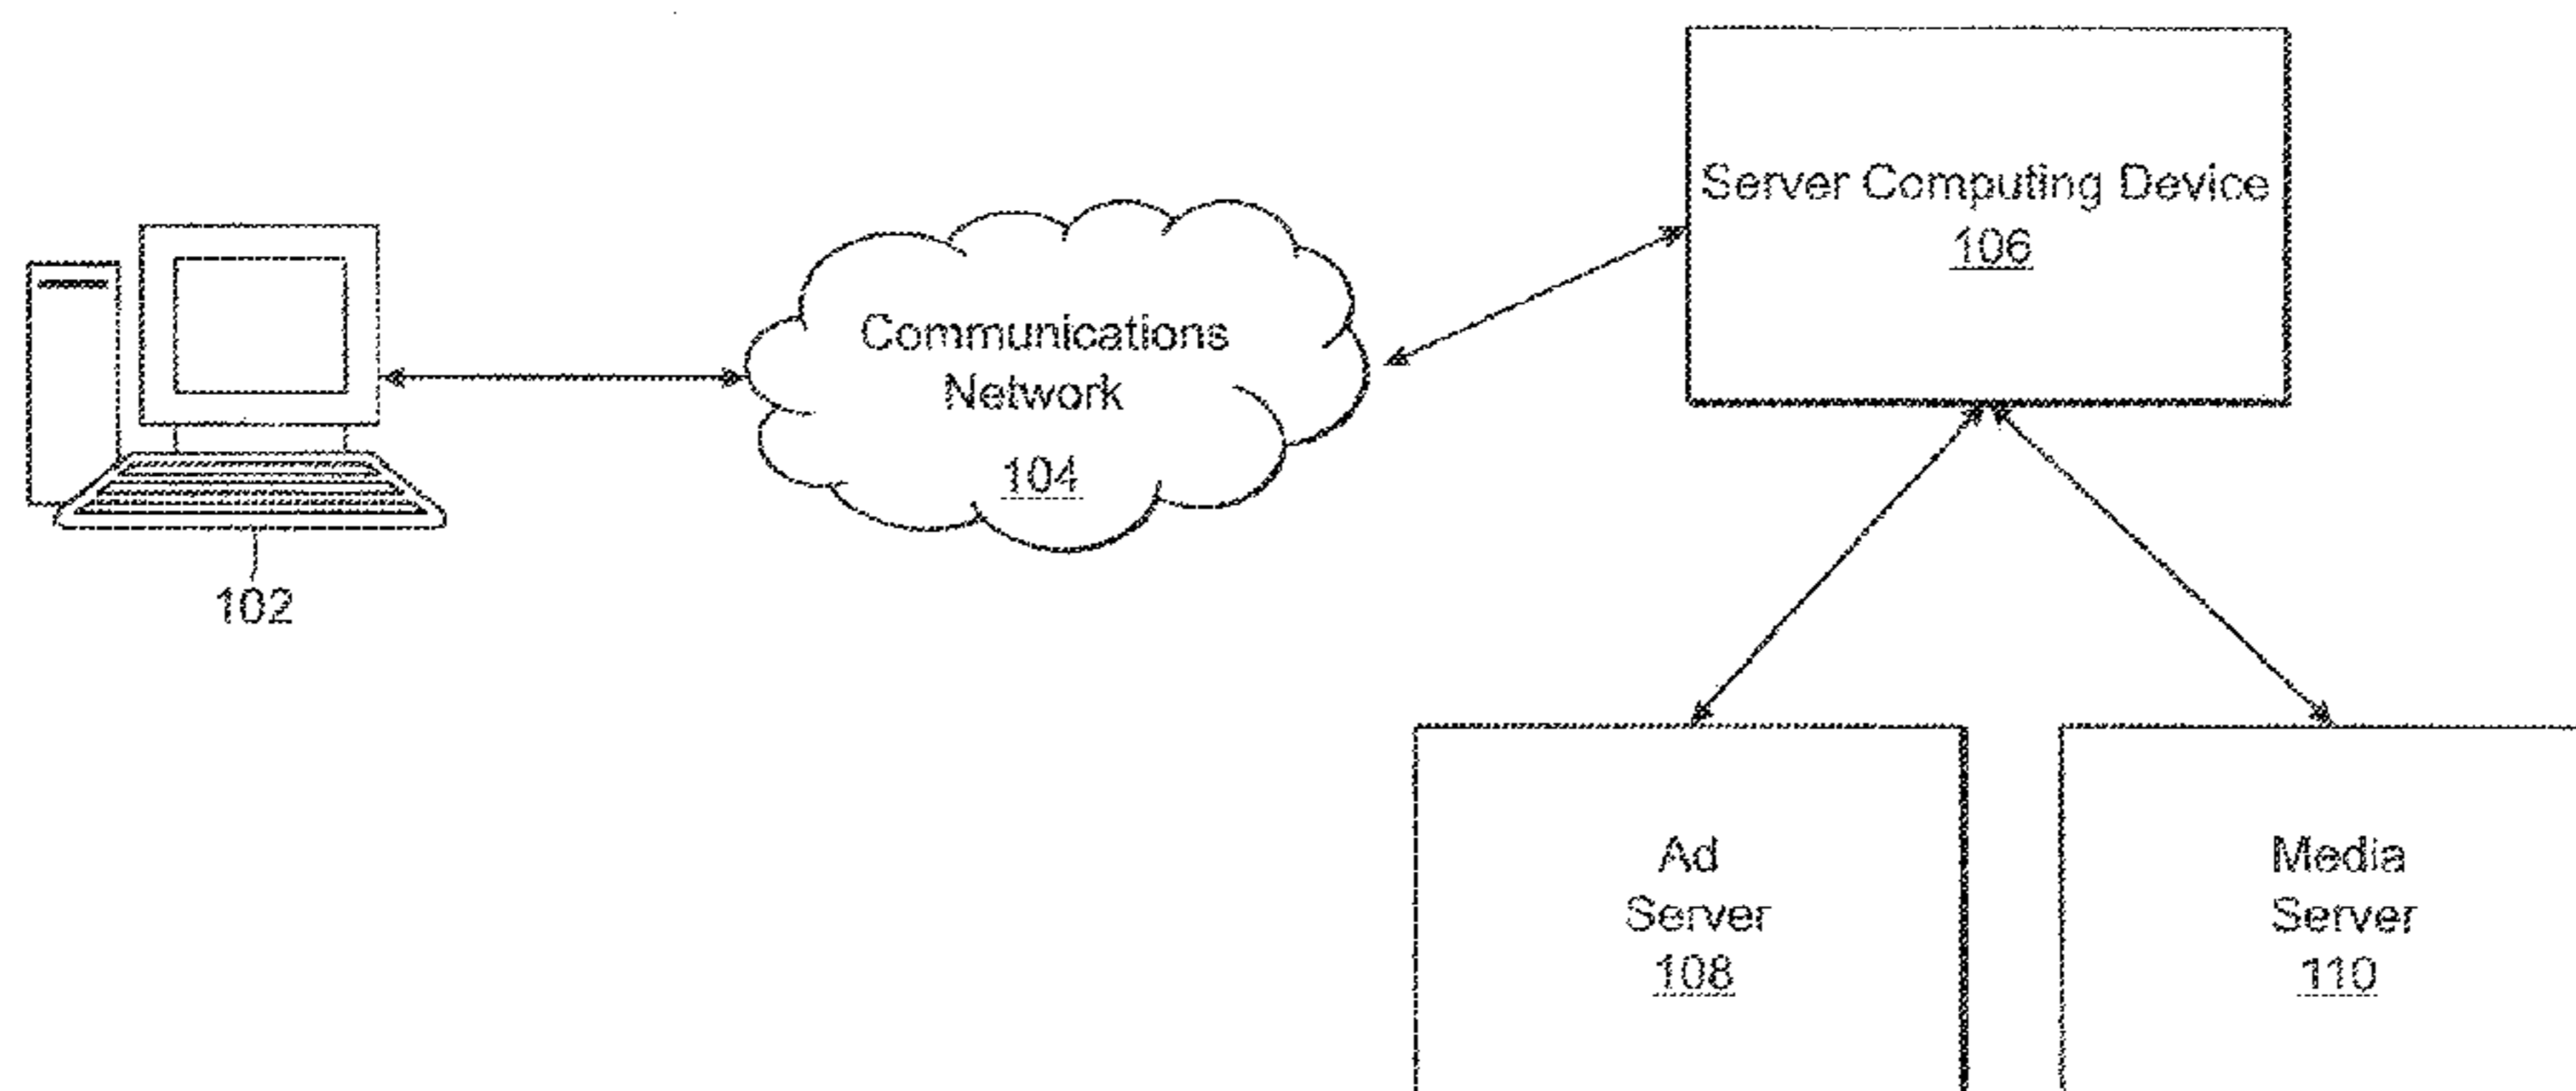 Server Computing Device
106
Communications
Network
104
102
Ad
Server
108
Media
Server
110